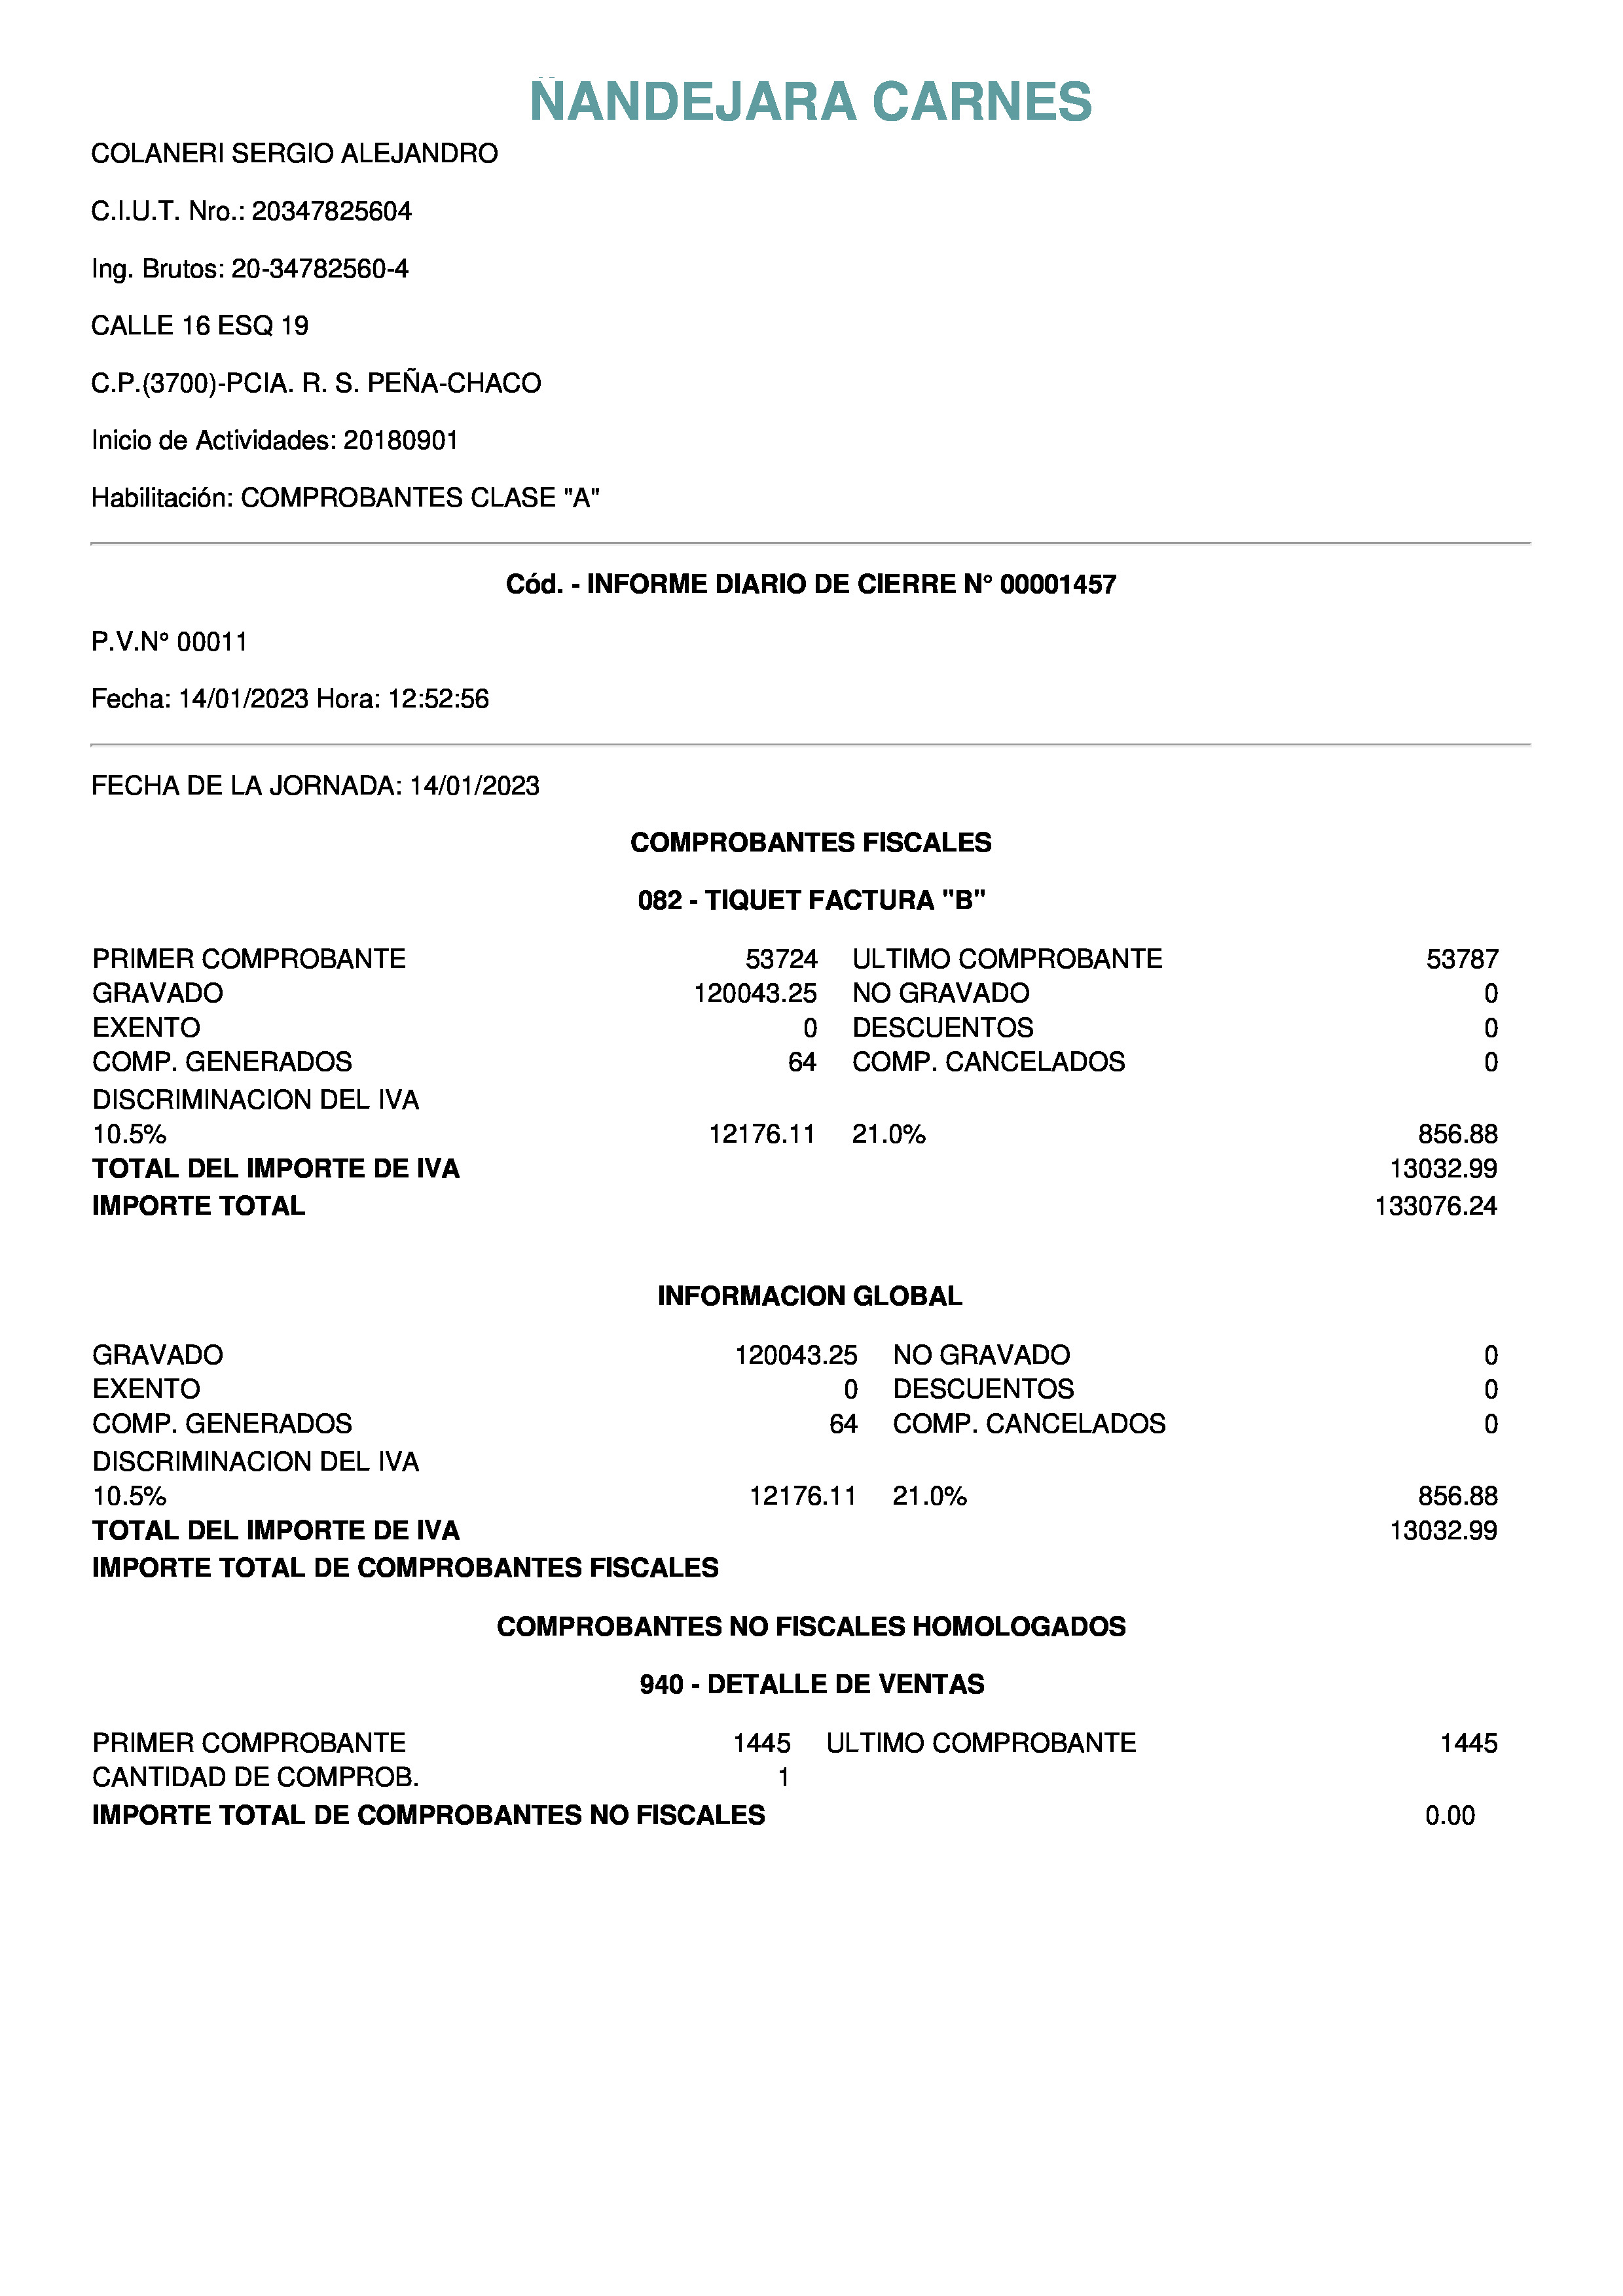 ÑANDEJARA CARNES
COLANERI SERGIO ALEJANDRO
C.I.U.T. Nro.: 20347825604
Ing. Brutos: 20-34782560-4
CALLE 16 ESQ 19
C.P.(3700)-PCIA. R. S. PEÑA-CHACO
Inicio de Actividades: 20180901
Habilitación: COMPROBANTES CLASE "A"
Cód. - INFORME DIARIO DE CIERRE N° 00001457
P.V.N° 00011
Fecha: 14/01/2023 Hora: 12:52:56
FECHA DE LA JORNADA: 14/01/2023
COMPROBANTES FISCALES
082 - TIQUET FACTURA "B"
PRIMER COMPROBANTE 53724 ULTIMO COMPROBANTE 53787
GRAVADO 120043.25 NO GRAVADO 0
EXENTO 0 DESCUENTOS 0
COMP. GENERADOS 64 COMP. CANCELADOS 0
DISCRIMINACION DEL IVA
10.5% 12176.11 21.0% 856.88
TOTAL DEL IMPORTE DE IVA 13032.99
IMPORTE TOTAL 133076.24
INFORMACION GLOBAL
GRAVADO 120043.25 NO GRAVADO 0
EXENTO 0 DESCUENTOS 0
COMP. GENERADOS 64 COMP. CANCELADOS 0
DISCRIMINACION DEL IVA
10.5% 12176.11 21.0% 856.88
TOTAL DEL IMPORTE DE IVA 13032.99
IMPORTE TOTAL DE COMPROBANTES FISCALES
COMPROBANTES NO FISCALES HOMOLOGADOS
940 - DETALLE DE VENTAS
PRIMER COMPROBANTE 1445 ULTIMO COMPROBANTE 1445
CANTIDAD DE COMPROB. 1
IMPORTE TOTAL DE COMPROBANTES NO FISCALES 0.00